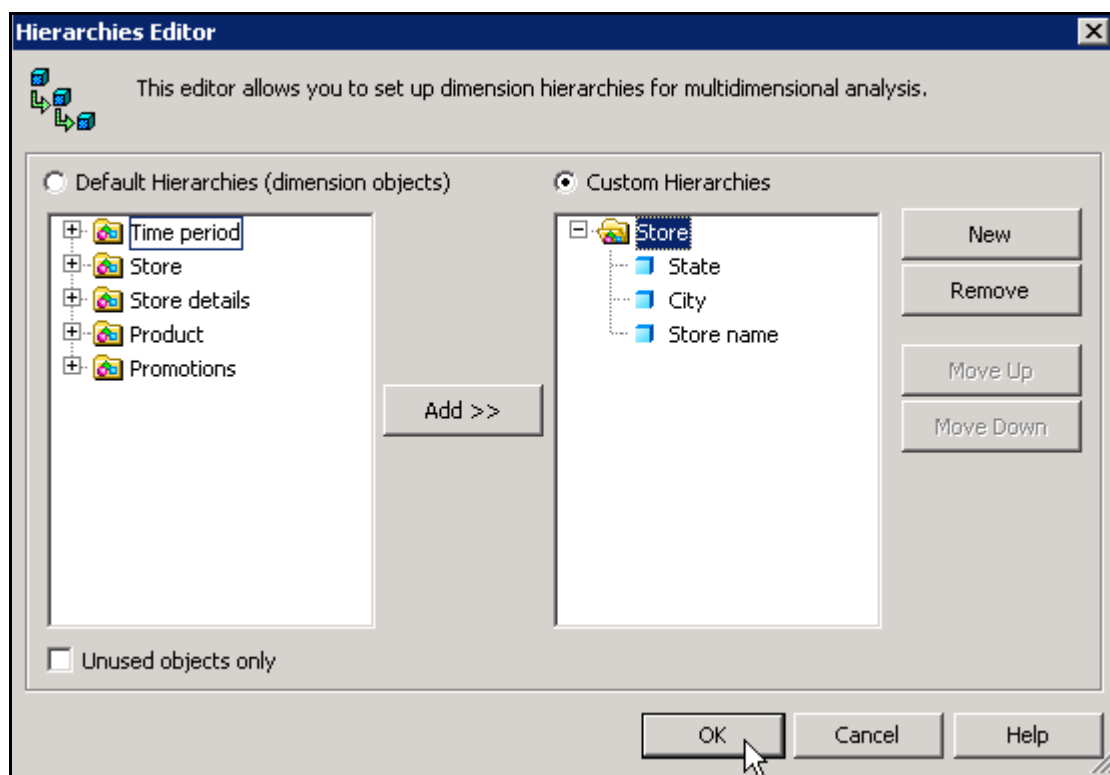 Hierarchies Editor
This editor allows you to set up dimension hierarchies for multidimensional analysis.
Default Hierarchies (dimension objects)
Custom Hierarchies
Time period
Store
Store details
Product
Promotions
Add >>
Store
State
City
Store name
New
Remove
Move Up
Move Down
Unused objects only
OK
Cancel
Help